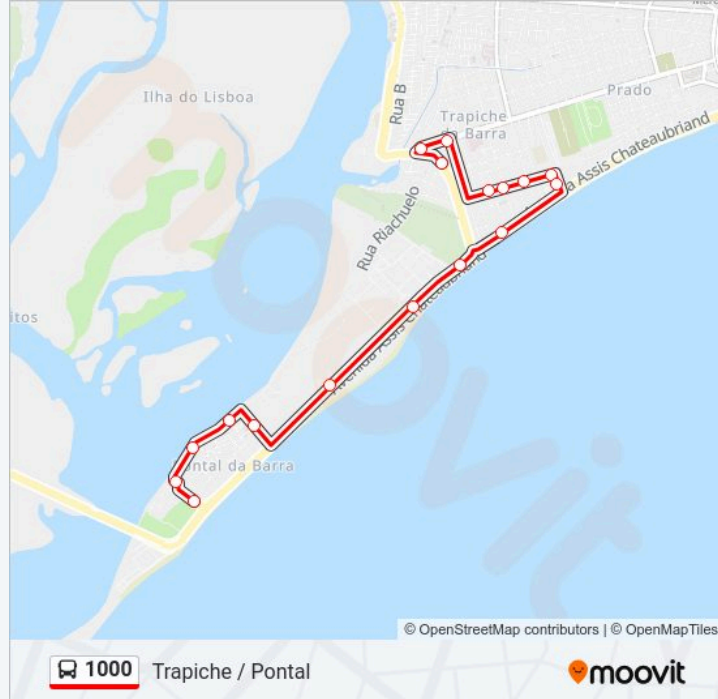 Ilha do Lisboa
Rua B
Trapiche
da Barra
Prado
Assis Chateaubriand
Rua Riachuelo
Avenida Assis Chateaubriand
itos
Pontal da Barra
© OpenStreetMap contributors | © OpenMapTiles
1000 Trapiche / Pontal
moovit